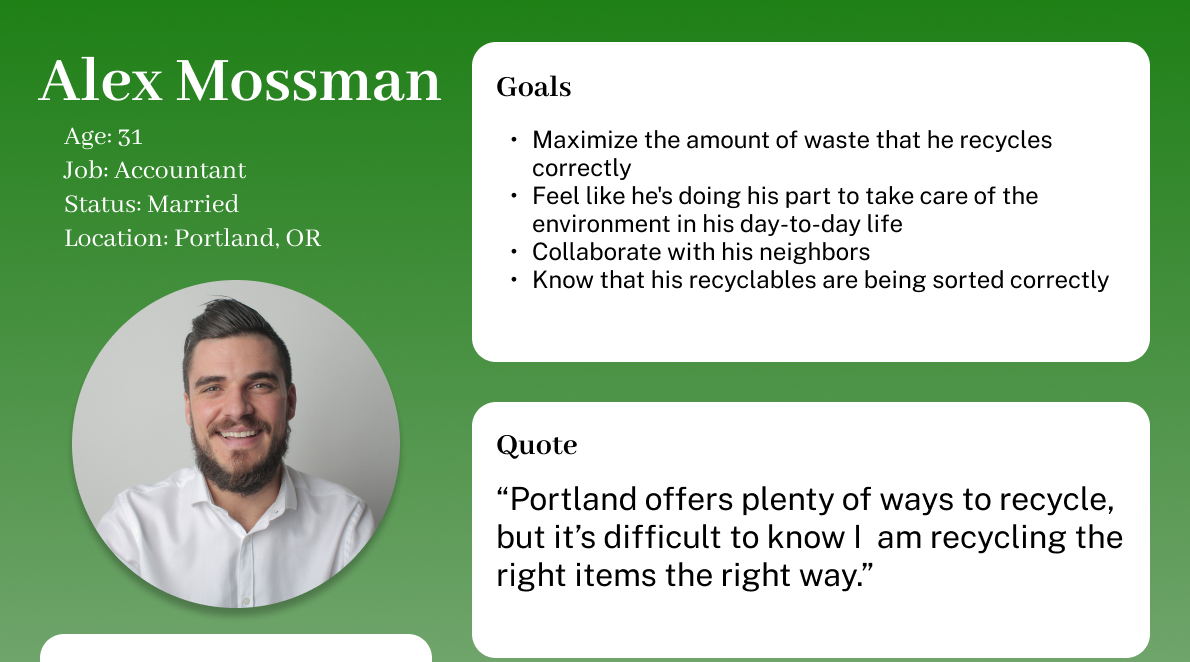 Alex Mossman
Age: 31
Job: Accountant
Status: Married
Location: Portland, OR
Goals
• Maximize the amount of waste that he recycles
correctly
• Feel like he's doing his part to take care of the
environment in his day-to-day life
• Collaborate with his neighbors
• Know that his recyclables are being sorted correctly
Quote
“Portland offers plenty of ways to recycle,
but it’s difficult to know I  am recycling the
right items the right way.”